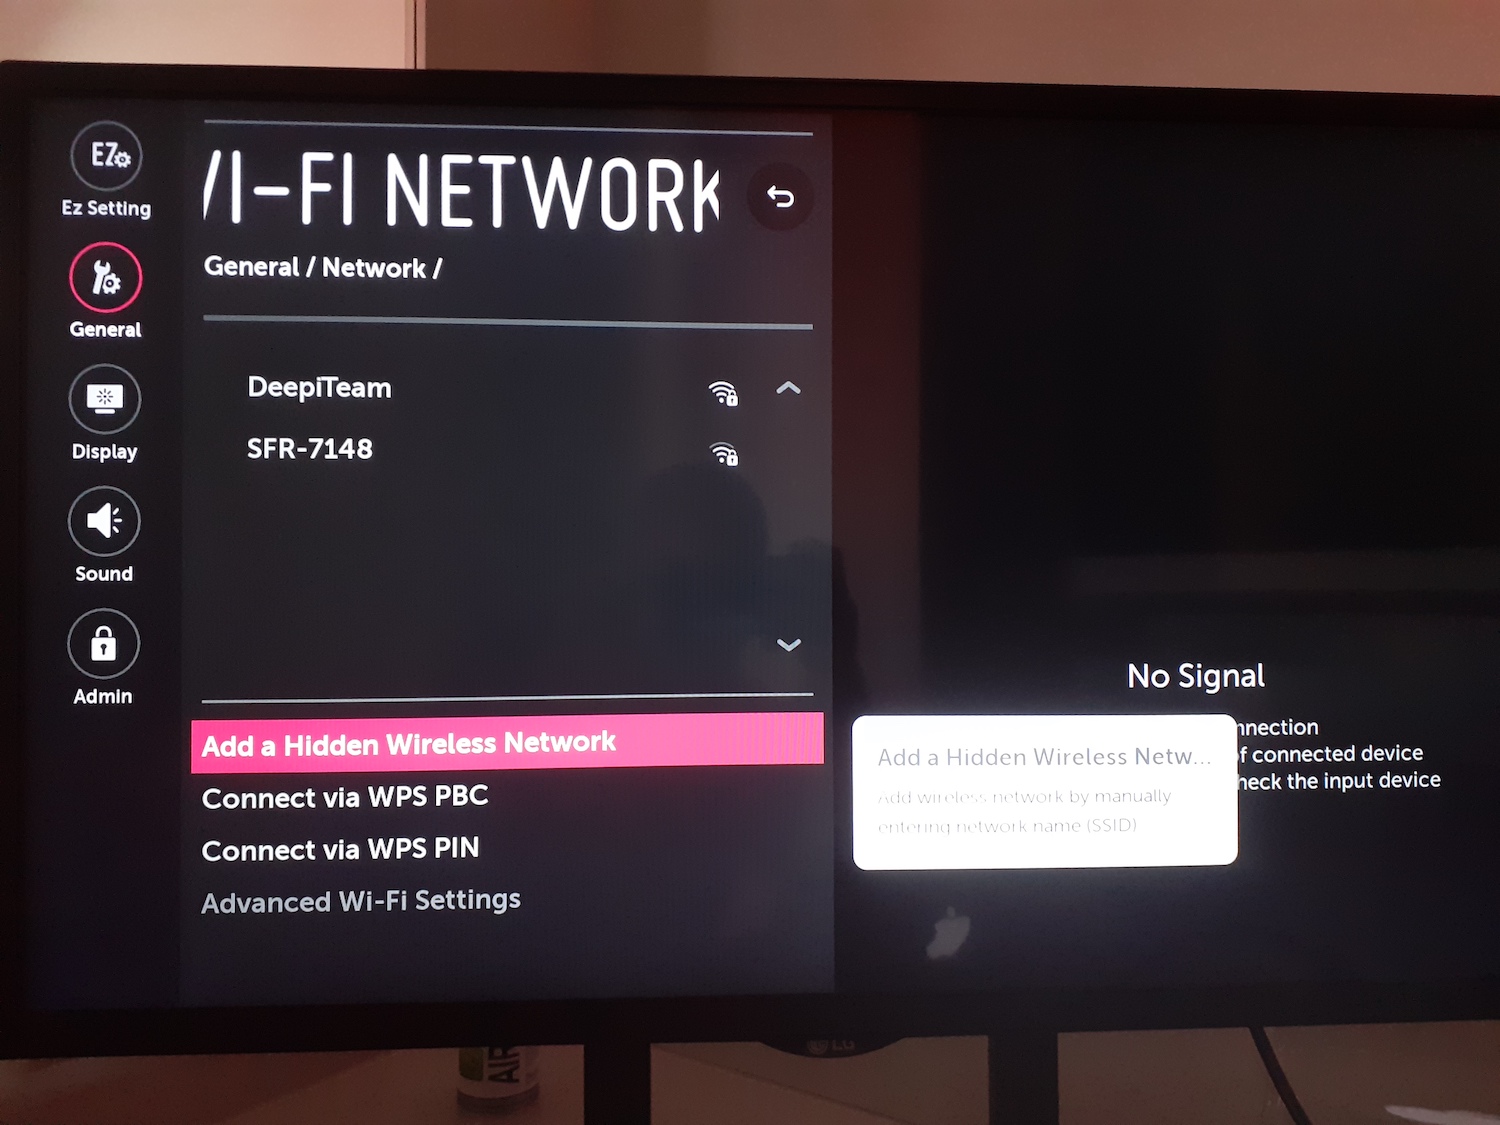 EZ
Ez Setting
General
Display
Sound
Admin
I-FI NETWORK
General / Network /
DeepiTeam
SFR-7148
Add a Hidden Wireless Network
Connect via WPS PBC
Connect via WPS PIN
Advanced Wi-Fi Settings
No Signal
nnection
f connected device
heck the input device
Add a Hidden Wireless Netw...
Add wireless network by manually
entering network name (SSID)
LG
AIR